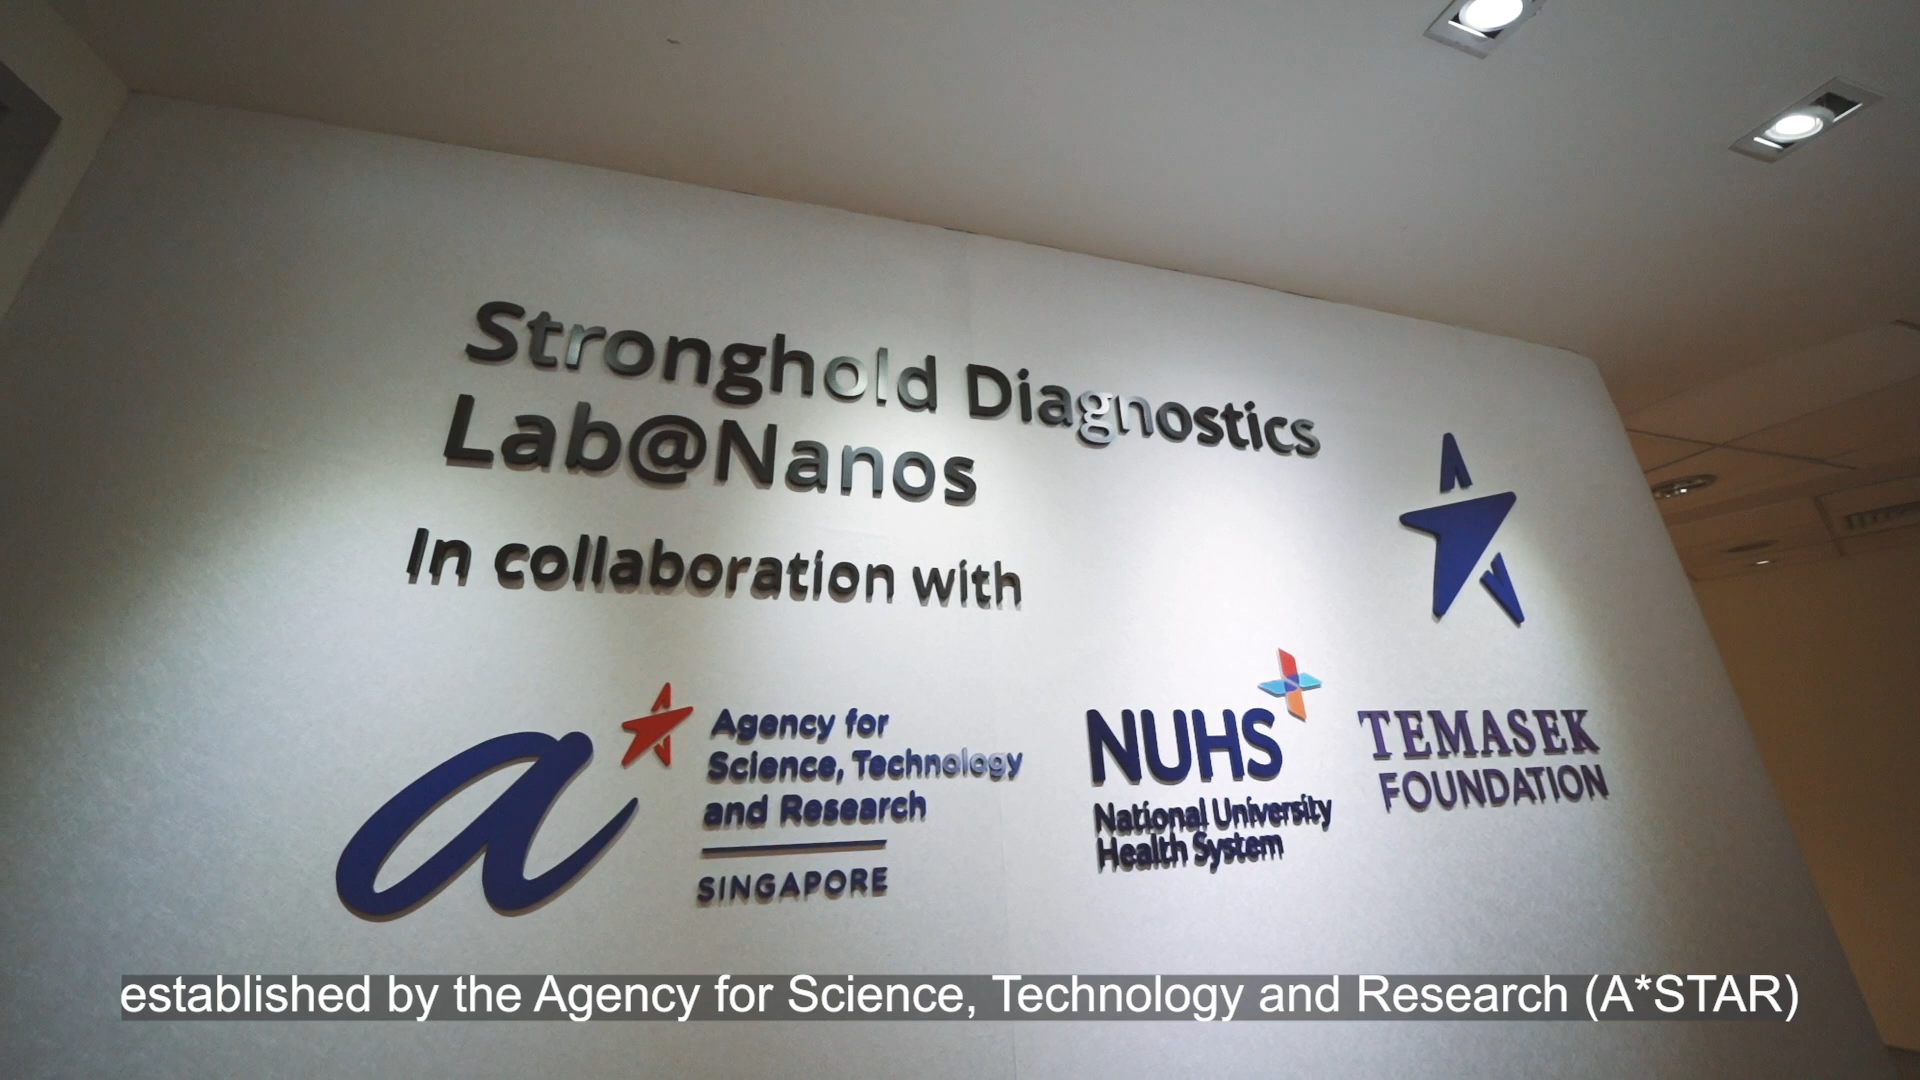 Stronghold Diagnostics
Lab@Nanos
In collaboration with
a
Agency for
Science, Technology
and Research
SINGAPORE
NUHS
National University
Health System
TEMASEK
FOUNDATION
established by the Agency for Science, Technology and Research (A*STAR)